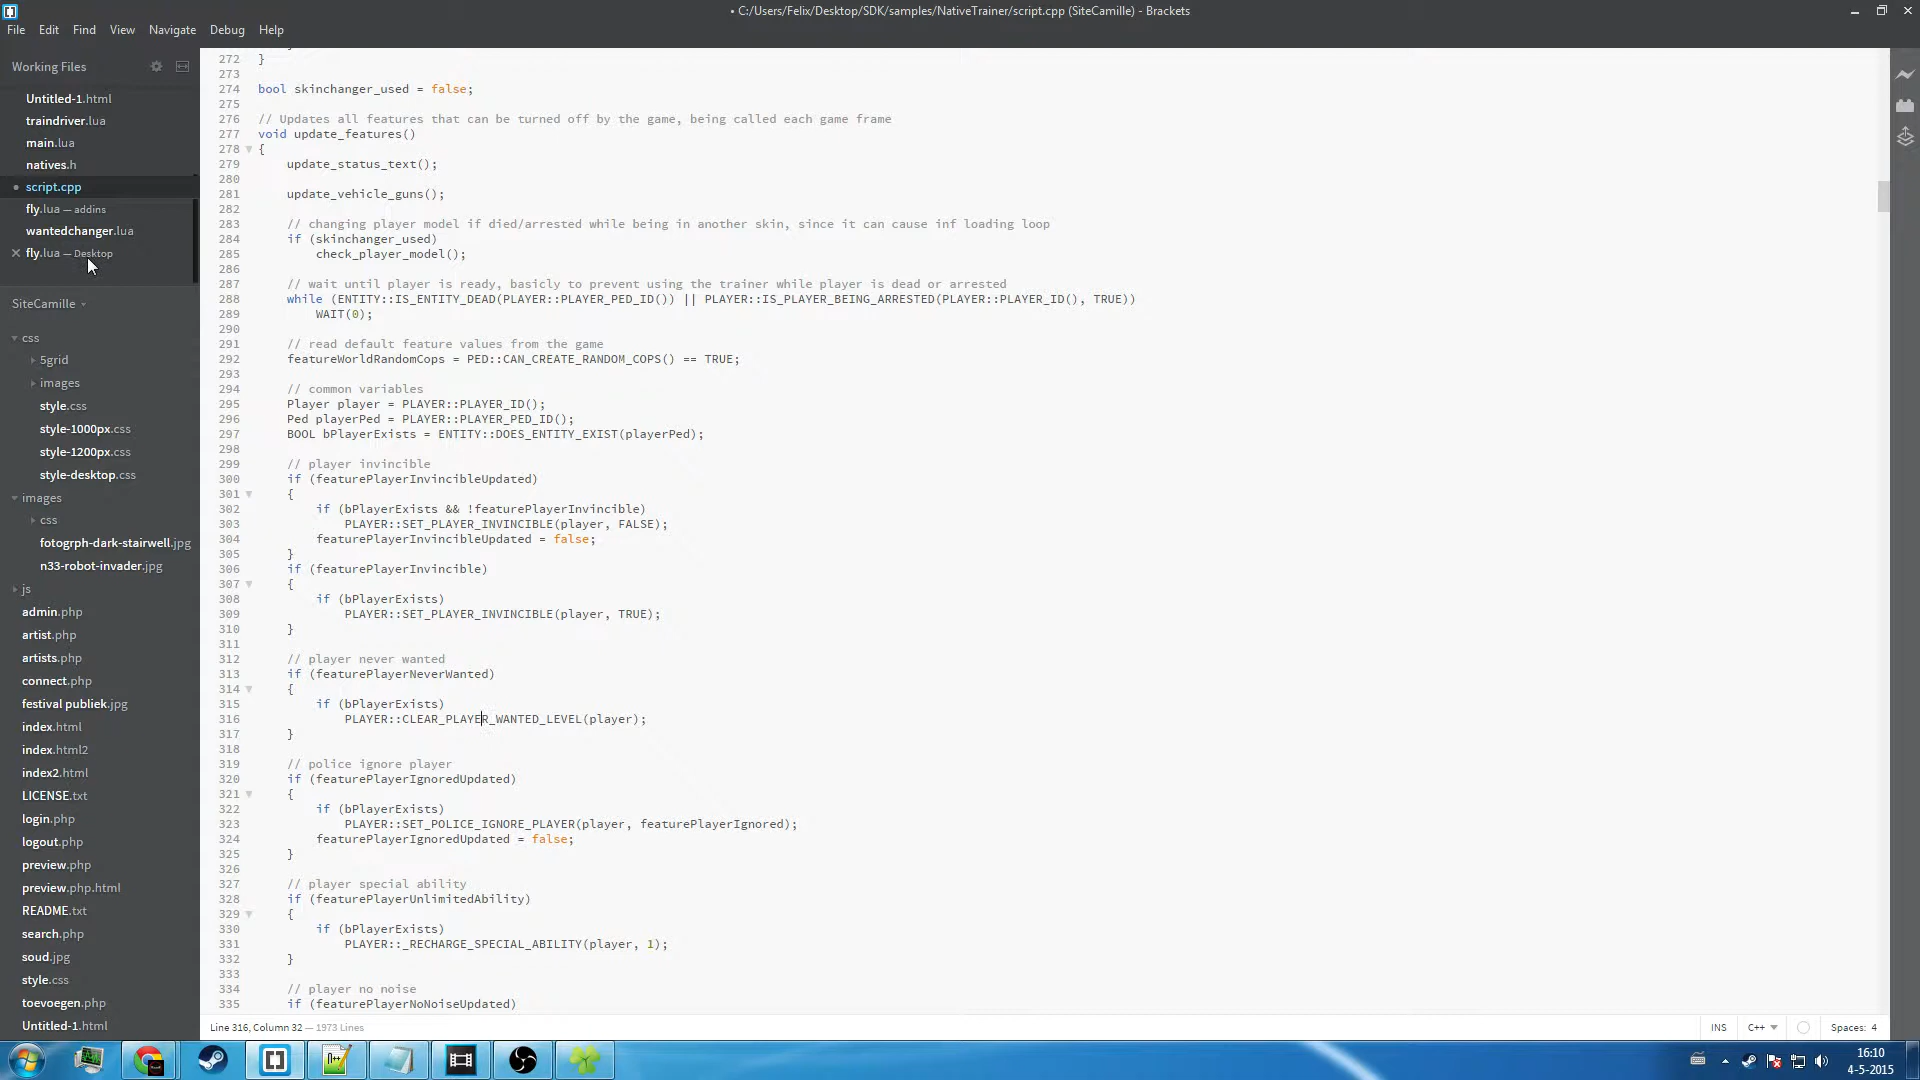 • C:/Users/Felix/Desktop/SDK/samples/NativeTrainer/script.cpp (SiteCamille) - Brackets
File Edit Find View Navigate Debug Help
Working Files
Untitled-1.html
traindriver.lua
main.lua
natives.h
script.cpp
fly.lua — addins
wantedchanger.lua
fly.lua — Desktop
SiteCamille
css
5grid
images
style.css
style-1000px.css
style-1200px.css
style-desktop.css
images
css
fotogrph-dark-stairwell.jpg
n33-robot-invader.jpg
js
admin.php
artist.php
artists.php
connect.php
festival publiek.jpg
index.html
index.html2
index2.html
LICENSE.txt
login.php
logout.php
preview.php
preview.php.html
README.txt
search.php
soud.jpg
style.css
toevoegen.php
Untitled-1.html
272 }
273
274 bool skinchanger_used = false;
275
276 // Updates all features that can be turned off by the game, being called each game frame
277 void update_features()
278 {
279 update_status_text();
280
281 update_vehicle_guns();
282
283 // changing player model if died/arrested while being in another skin, since it can cause inf loading loop
284 if (skinchanger_used)
285 check_player_model();
286
287 // wait until player is ready, basicly to prevent using the trainer while player is dead or arrested
288 while (ENTITY::IS_ENTITY_DEAD(PLAYER::PLAYER_PED_ID()) || PLAYER::IS_PLAYER_BEING_ARRESTED(PLAYER::PLAYER_ID(), TRUE))
289 WAIT(0);
290
291 // read default feature values from the game
292 featureWorldRandomCops = PED::CAN_CREATE_RANDOM_COPS() == TRUE;
293
294 // common variables
295 Player player = PLAYER::PLAYER_ID();
296 Ped playerPed = PLAYER::PLAYER_PED_ID();
297 BOOL bPlayerExists = ENTITY::DOES_ENTITY_EXIST(playerPed);
298
299 // player invincible
300 if (featurePlayerInvincibleUpdated)
301 {
302 if (bPlayerExists && !featurePlayerInvincible)
303 PLAYER::SET_PLAYER_INVINCIBLE(player, FALSE);
304 featurePlayerInvincibleUpdated = false;
305 }
306 if (featurePlayerInvincible)
307 {
308 if (bPlayerExists)
309 PLAYER::SET_PLAYER_INVINCIBLE(player, TRUE);
310 }
311
312 // player never wanted
313 if (featurePlayerNeverWanted)
314 {
315 if (bPlayerExists)
316 PLAYER::CLEAR_PLAYER_WANTED_LEVEL(player);
317 }
318
319 // police ignore player
320 if (featurePlayerIgnoredUpdated)
321 {
322 if (bPlayerExists)
323 PLAYER::SET_POLICE_IGNORE_PLAYER(player, featurePlayerIgnored);
324 featurePlayerIgnoredUpdated = false;
325 }
326
327 // player special ability
328 if (featurePlayerUnlimitedAbility)
329 {
330 if (bPlayerExists)
331 PLAYER::_RECHARGE_SPECIAL_ABILITY(player, 1);
332 }
333
334 // player no noise
335 if (featurePlayerNoNoiseUpdated)
Line 316, Column 32 — 1973 Lines
INS C++ Spaces: 4
16:10
4-5-2015